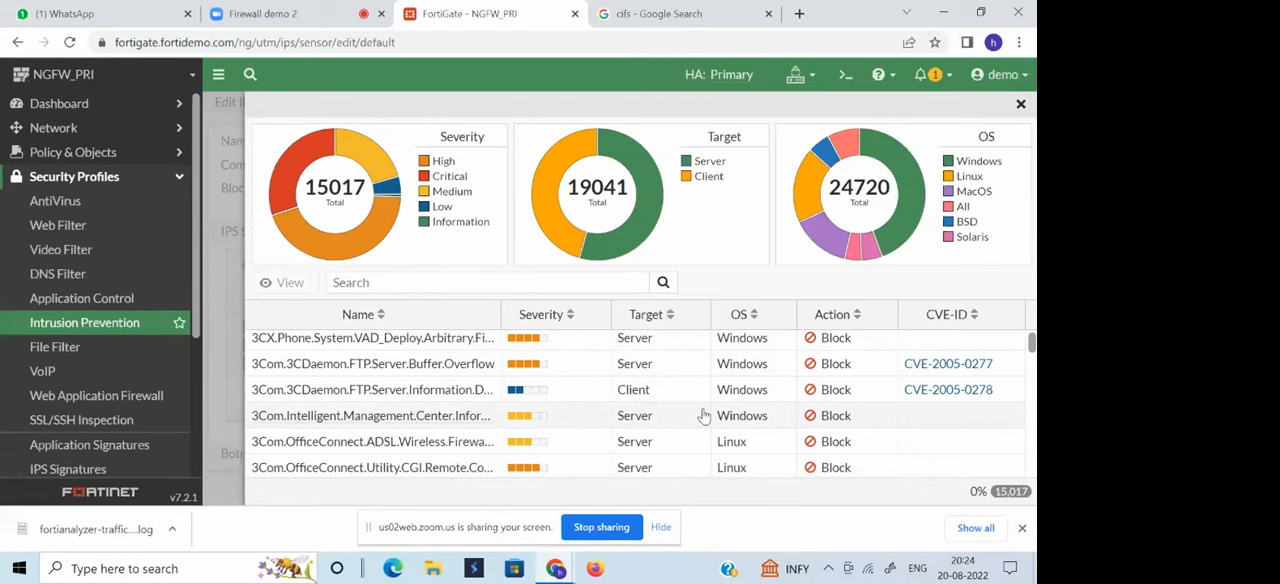 (1) WhatsApp
Firewall demo 2
FortiGate - NGFW_PRI
cifs - Google Search
fortigate.fortidemo.com/ng/utm/ips/sensor/edit/default
h
NGFW_PRI
HA: Primary
1
demo
Dashboard
Network
Policy & Objects
Security Profiles
AntiVirus
Web Filter
Video Filter
DNS Filter
Application Control
Intrusion Prevention
File Filter
VoIP
Web Application Firewall
SSL/SSH Inspection
Application Signatures
IPS Signatures
FORTINET
v7.2.1
Edit I
Nam
Com
Bloc
IPS S
Botr
Severity
15017
Total
High
Critical
Medium
Low
Information
Target
19041
Total
Server
Client
OS
24720
Total
Windows
Linux
MacOS
All
BSD
Solaris
View
Search
Name Severity Target OS Action CVE-ID
3CX.Phone.System.VAD_Deploy.Arbitrary.Fi... Server Windows Block
3Com.3CDaemon.FTP.Server.Buffer.Overflow Server Windows Block CVE-2005-0277
3Com.3CDaemon.FTP.Server.Information.D... Client Windows Block CVE-2005-0278
3Com.Intelligent.Management.Center.Infor... Server Windows Block
3Com.OfficeConnect.ADSL.Wireless.Firewa... Server Linux Block
3Com.OfficeConnect.Utility.CGI.Remote.Co... Server Linux Block
0% 15,017
fortianalyzer-traffic....log
us02web.zoom.us is sharing your screen.
Stop sharing
Hide
Show all
Type here to search
INFY
ENG
20:24
20-08-2022